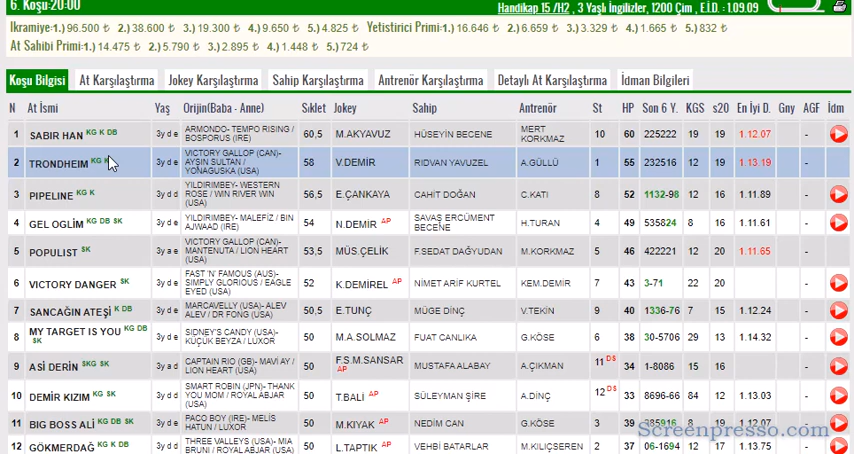 6. Koşu:20:00
Handikap 15 /H2 , 3 Yaşlı İngilizler, 1200 Çim , E.İ.D. : 1.09.09
Ikramiye:1.) 96.500 ₺ 2.) 38.600 ₺ 3.) 19.300 ₺ 4.) 9.650 ₺ 5.) 4.825 ₺ Yetistirici Primi:1.) 16.646 ₺ 2.) 6.659 ₺ 3.) 3.329 ₺ 4.) 1.665 ₺ 5.) 832 ₺
At Sahibi Primi:1.) 14.475 ₺ 2.) 5.790 ₺ 3.) 2.895 ₺ 4.) 1.448 ₺ 5.) 724 ₺
Koşu Bilgisi At Karşılaştırma Jokey Karşılaştırma Sahip Karşılaştırma Antrenör Karşılaştırma Detaylı At Karşılaştırma İdman Bilgileri
N At İsmi Yaş Orijin(Baba - Anne) Sıklet Jokey Sahip Antrenör St HP Son 6 Y. KGS s20 En İyi D. Gny AGF İdm
1 SABIR HAN KG K DB 3y d e ARMONDO- TEMPO RISING / BOSPORUS (IRE) 60,5 M.AKYAVUZ HÜSEYİN BECENE MERT KORKMAZ 10 60 225222 19 19 1.12.07 -
2 TRONDHEIM KG K 3y d e VICTORY GALLOP (CAN)- AYŞIN SULTAN / YONAGUSKA (USA) 58 V.DEMİR RIDVAN YAVUZEL A.GÜLLÜ 1 55 232516 12 19 1.13.19 -
3 PIPELINE KG K 3y d d YILDIRIMBEY- WESTERN ROSE / WIN RIVER WIN (USA) 56,5 E.ÇANKAYA CAHİT DOĞAN C.KATI 8 52 1132-98 12 16 1.11.89 -
4 GEL OGLİM KG DB SK 3y d e YILDIRIMBEY- MALEFİZ / BIN AJWAAD (IRE) 54 N.DEMİR AP SAVAŞ ERCÜMENT BECENE H.TURAN 4 49 535824 8 16 1.11.61 -
5 POPULIST SK 3y d e VICTORY GALLOP (CAN)- MANTENUTA / LION HEART (USA) 53,5 MÜS.ÇELİK F.SEDAT DAĞYUDAN M.KORKMAZ 5 46 422221 12 20 1.11.65 -
6 VICTORY DANGER SK 3y d e FAST 'N' FAMOUS (AUS)- SIMPLY GLORIOUS / EAGLE EYED (USA) 52 K.DEMİREL AP NİMET ARİF KURTEL KEM.DEMİR 7 43 3-71 22 20 -
7 SANCAĞIN ATEŞİ K DB 3y d e MARCAVELLY (USA)- ALEV ALEV / DR FONG (USA) 50,5 E.TUNÇ MÜGE DİNÇ V.TEKİN 9 40 1336-76 7 15 1.12.24 -
8 MY TARGET IS YOU KG DB SK 3y d e SIDNEY'S CANDY (USA)- KÜÇÜK BEYZA / LUXOR 50 M.A.SOLMAZ FUAT CANLIKA G.KÖSE 6 38 30-5706 29 13 1.14.32 -
9 ASİ DERİN SKG SK 3y a d CAPTAIN RIO (GB)- MAVİ AY / LION HEART (USA) 50 F.S.M.SANSAR AP MUSTAFA ALABAY A.ÇIKMAN 11 DS 34 1-8086 15 16 -
10 DEMİR KIZIM KG SK 3y d d SMART ROBIN (JPN)- THANK YOU MOM / ROYAL ABJAR (USA) 50 T.BALİ AP SÜLEYMAN ŞİRE A.DİNÇ 12 DS 33 8696-66 84 12 1.13.03 -
11 BIG BOSS ALİ KG DB SK 3y d e PACO BOY (IRE)- MELIS HATUN / LUXOR 50 M.KIYAK AP NEDİM CAN G.KÖSE 3 39 385916 8 19 1.12.07 -
12 GÖKMERDAĞ KG K DB 3y d e THREE VALLEYS (USA)- MIA BRUNI / ROYAL ABJAR (USA) 50 L.TAPTIK AP VEHBİ BATARLAR M.KILIÇSEREN 2 37 06-1694 12 17 1.13.75 -
Screenpresso.com